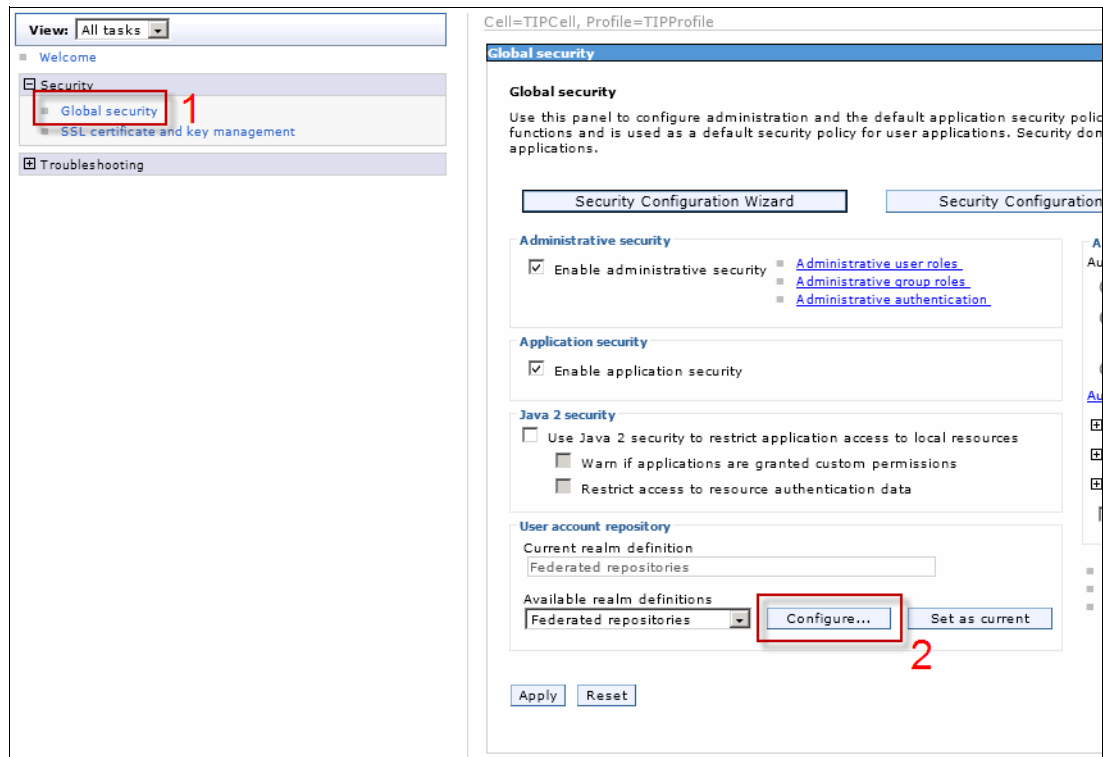 View: All tasks
Welcome
Security
Global security
1
SSL certificate and key management
Troubleshooting
Cell=TIPCell, Profile=TIPProfile
Global security
Global security
Use this panel to configure administration and the default application security polic
functions and is used as a default security policy for user applications. Security dom
applications.
Security Configuration Wizard
Security Configuration
Administrative security
Enable administrative security
Administrative user roles
Administrative group roles
Administrative authentication
Application security
Enable application security
Java 2 security
Use Java 2 security to restrict application access to local resources
Warn if applications are granted custom permissions
Restrict access to resource authentication data
User account repository
Current realm definition
Federated repositories
Available realm definitions
Federated repositories
Configure...
Set as current
2
Apply
Reset
A
Au
Au